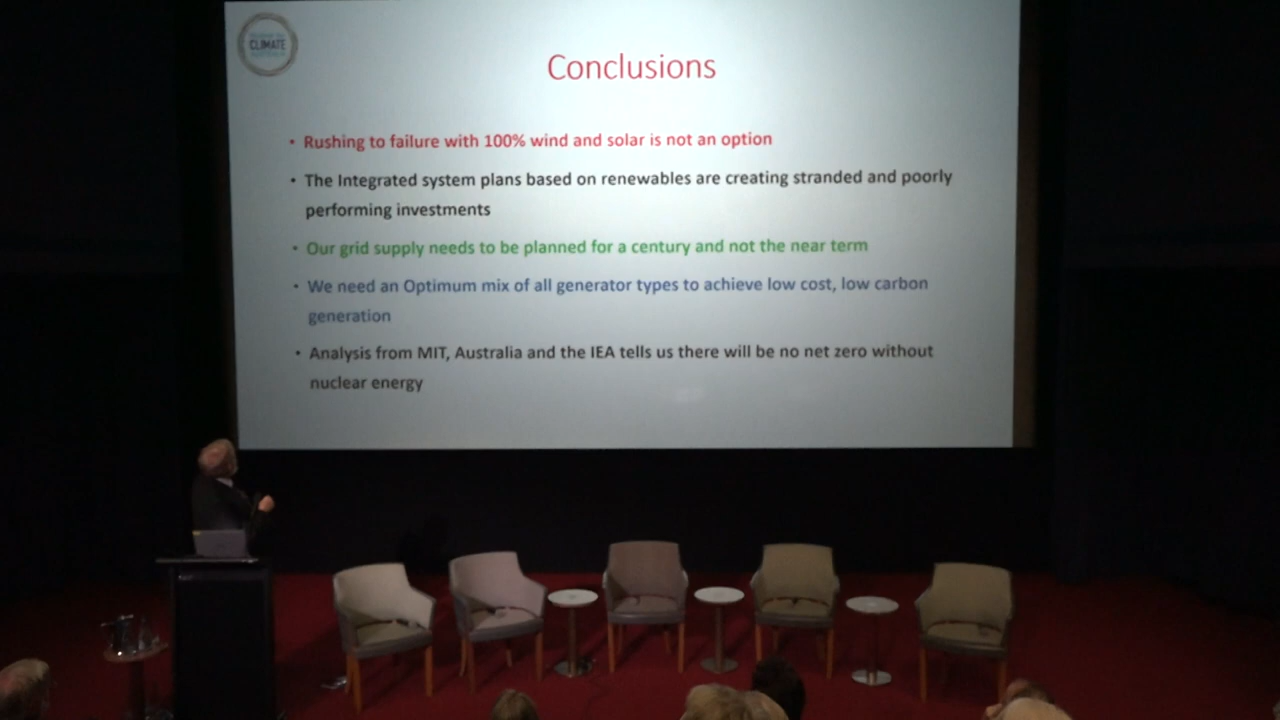 CLIMATE
Conclusions
• Rushing to failure with 100% wind and solar is not an option
• The Integrated system plans based on renewables are creating stranded and poorly
performing investments
• Our grid supply needs to be planned for a century and not the near term
• We need an Optimum mix of all generator types to achieve low cost, low carbon
generation
• Analysis from MIT, Australia and the IEA tells us there will be no net zero without
nuclear energy